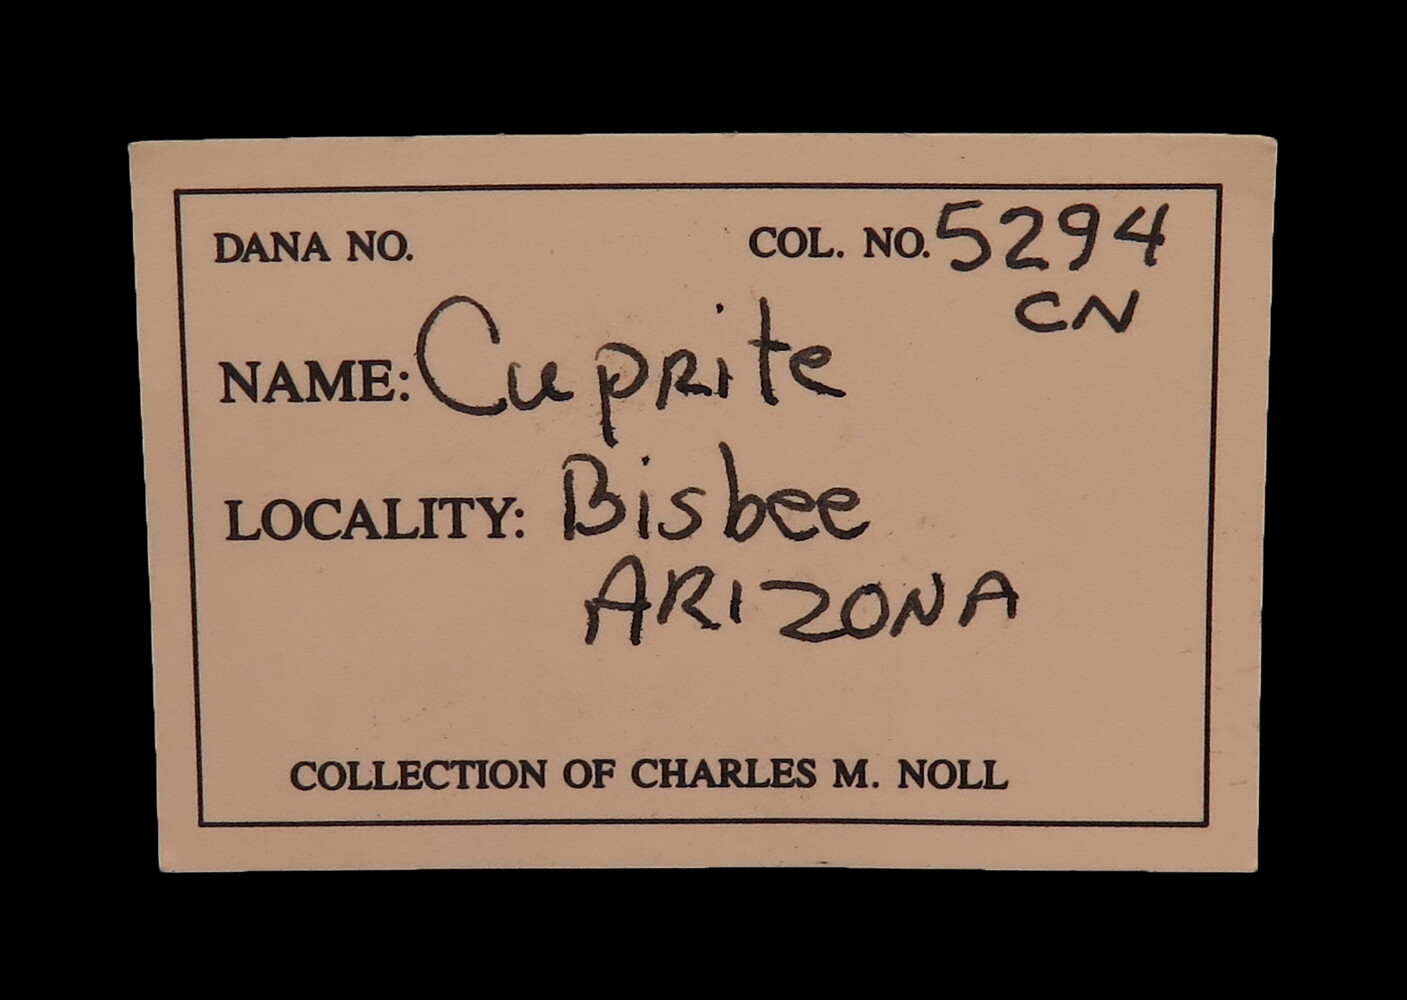 DANA NO. COL. NO. 5294
CN
NAME: Cuprite
LOCALITY: Bisbee
ARIZONA
COLLECTION OF CHARLES M. NOLL